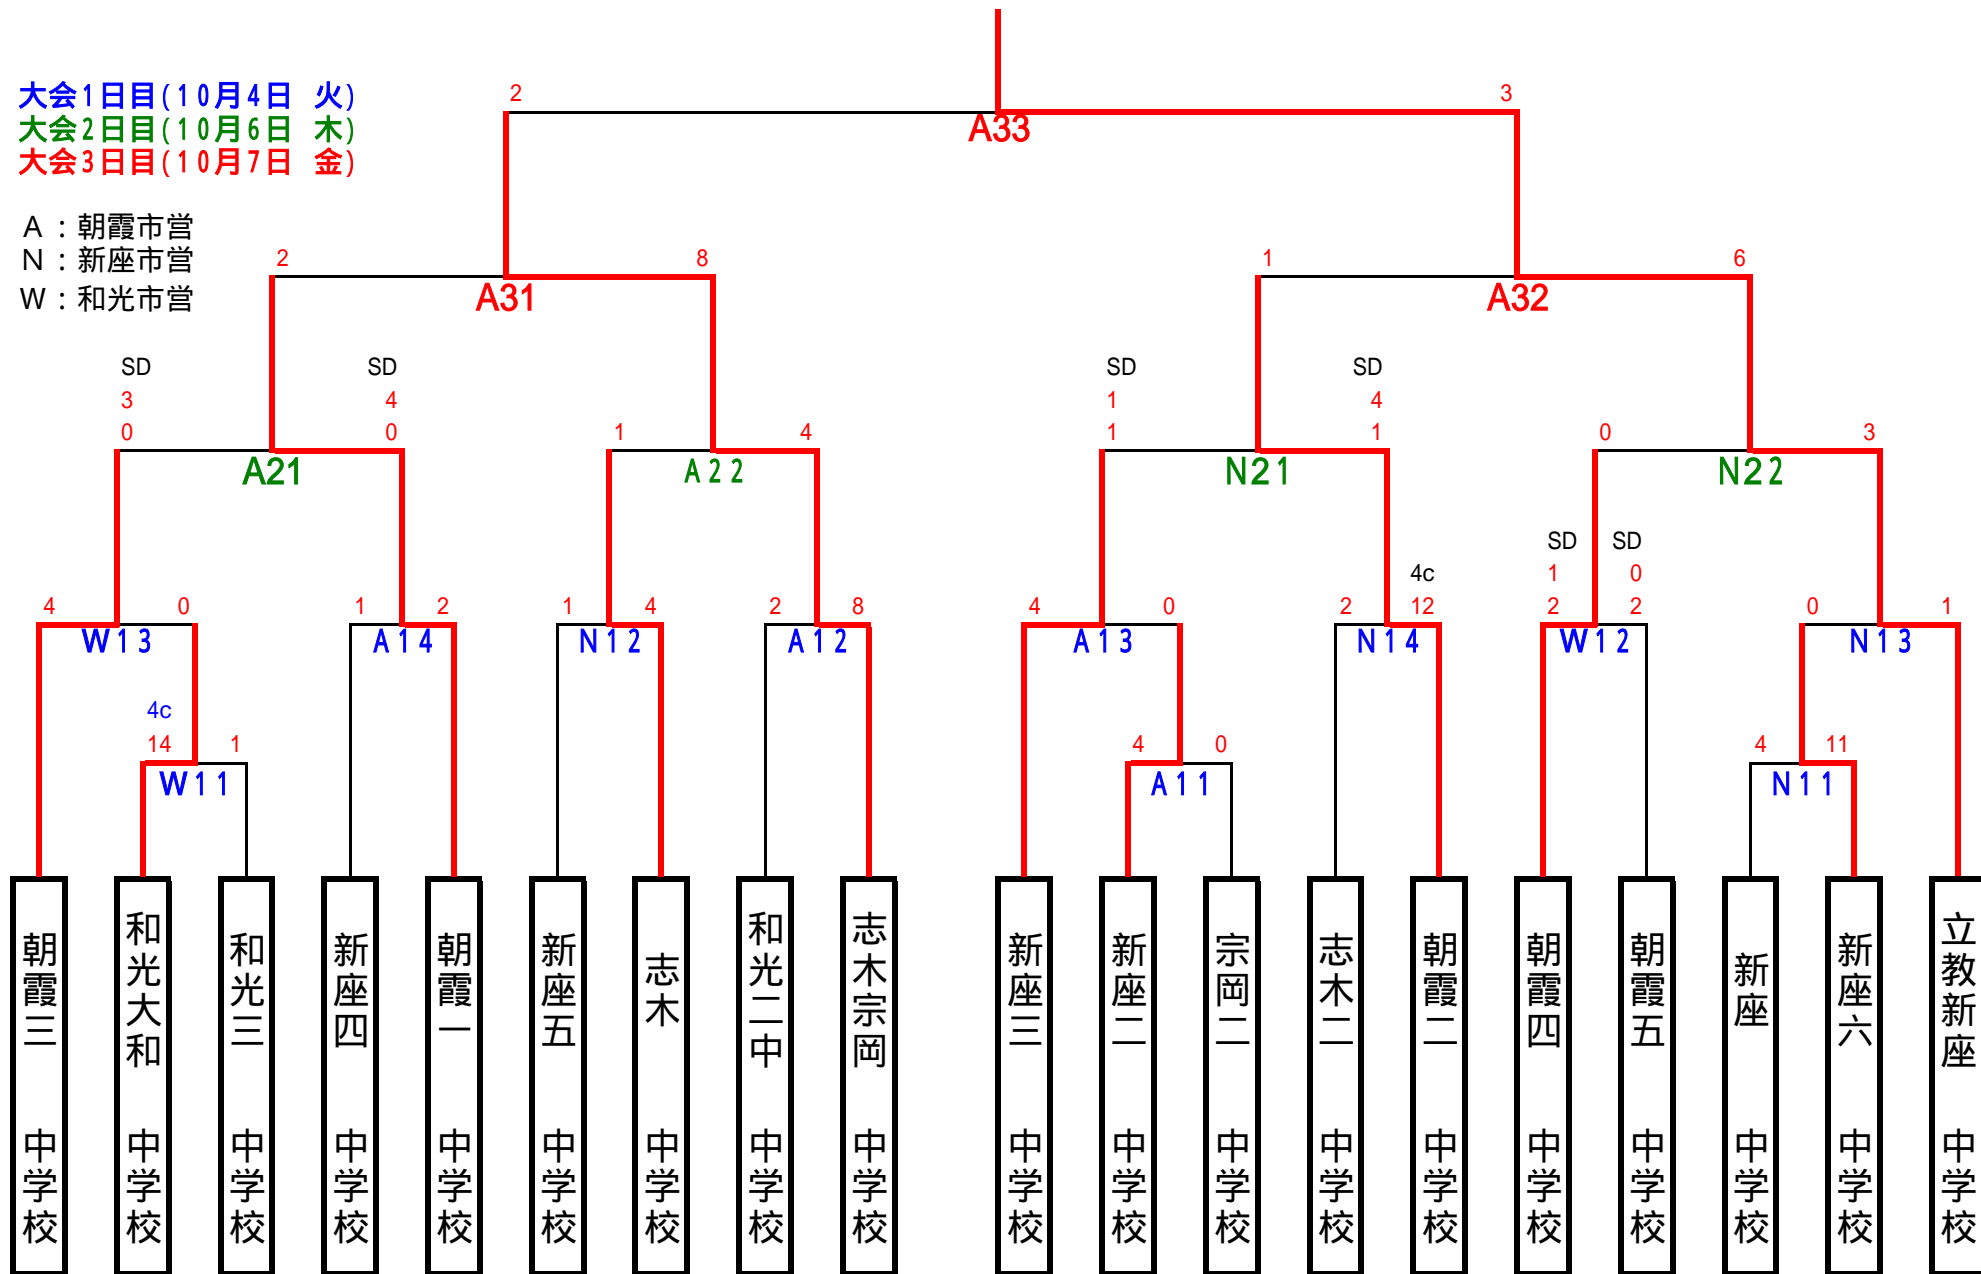 2 3
大会1日目(10月4日 火)
大会2日目(10月6日 木)
大会3日目(10月7日 金)
A33
A:朝霞市営
N:新座市営
W:和光市営
2 8 1 6
A31 A32
SD SD SD SD
3 4 1 4
0 0 1 4 1 1 0 3
A21 A22 N21 N22
SD SD
4c 1 0
4 0 1 2 1 4 2 8 4 0 2 12 2 2 0 1
W13 A14 N12 A12 A13 N14 W12 N13
4c
14 1 4 0 4 11
W11 A11 N11
朝霞三 中学校
和光大和 中学校
和光三 中学校
新座四 中学校
朝霞一 中学校
新座五 中学校
志木 中学校
和光二中 中学校
志木宗岡 中学校
新座三 中学校
新座二 中学校
宗岡二 中学校
志木二 中学校
朝霞二 中学校
朝霞四 中学校
朝霞五 中学校
新座 中学校
新座六 中学校
立教新座 中学校